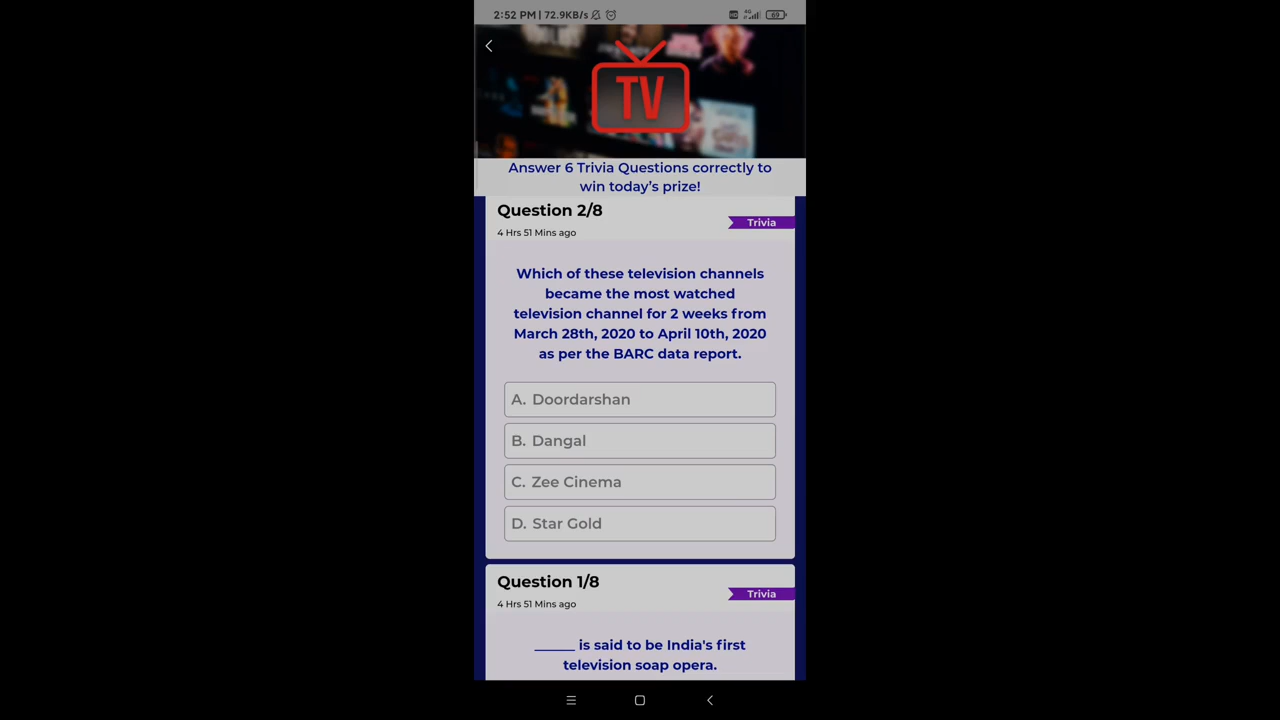 2:52 PM | 72.9KB/s
HD 4G 69
TV
Answer 6 Trivia Questions correctly to
win today's prize!
Question 2/8
Trivia
4 Hrs 51 Mins ago
Which of these television channels
became the most watched
television channel for 2 weeks from
March 28th, 2020 to April 10th, 2020
as per the BARC data report.
A. Doordarshan
B. Dangal
C. Zee Cinema
D. Star Gold
Question 1/8
Trivia
4 Hrs 51 Mins ago
______ is said to be India's first
television soap opera.